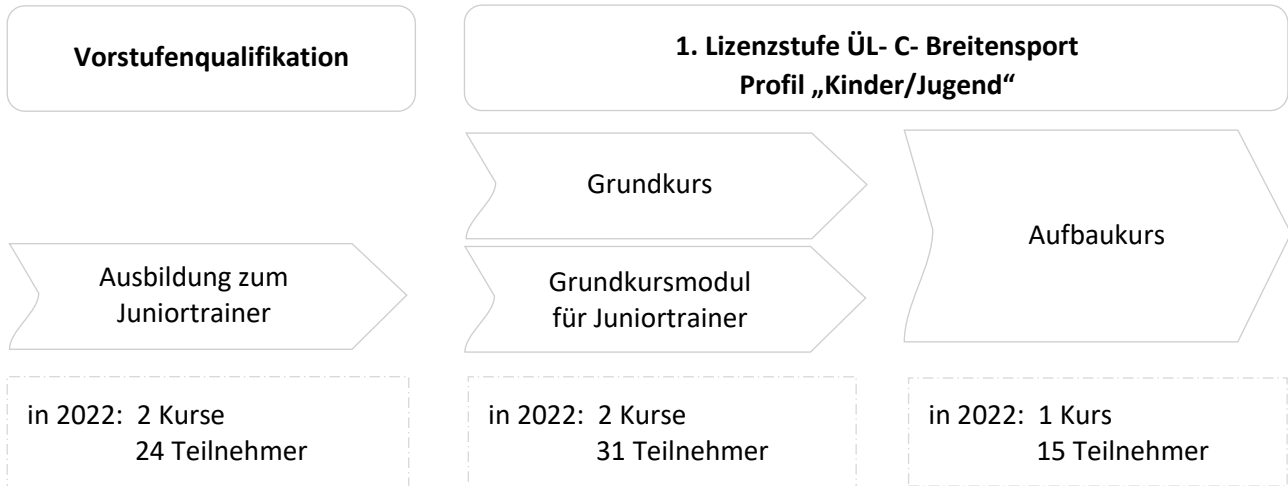 Vorstufenqualifikation
1. Lizenzstufe ÜL- C- Breitensport
Profil „Kinder/Jugend“
Grundkurs
Aufbaukurs
Ausbildung zum
Juniortrainer
Grundkursmodul
für Juniortrainer
in 2022: 2 Kurse
24 Teilnehmer
in 2022: 2 Kurse
31 Teilnehmer
in 2022: 1 Kurs
15 Teilnehmer